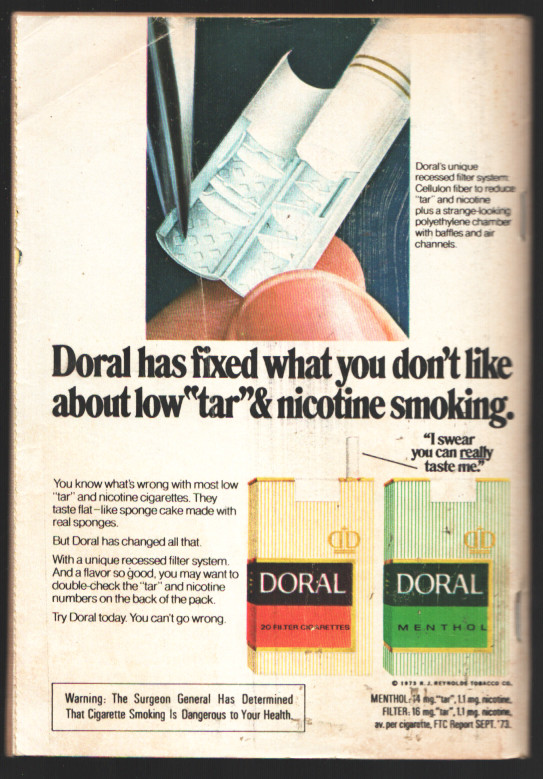 Doral's unique
recessed filter system:
Cellulon fiber to reduce
"tar" and nicotine
plus a strange-looking
polyethylene chamber
with baffles and air
channels.
Doral has fixed what you don't like
about low "tar" & nicotine smoking.
"I swear
you can really
taste me."
You know what's wrong with most low
"tar" and nicotine cigarettes. They
taste flat—like sponge cake made with
real sponges.
But Doral has changed all that.
With a unique recessed filter system.
And a flavor so good, you may want to
double-check the "tar" and nicotine
numbers on the back of the pack.
Try Doral today. You can't go wrong.
DORAL
20 FILTER CIGARETTES
DORAL
MENTHOL
© 1973 R. J. REYNOLDS TOBACCO CO.
Warning: The Surgeon General Has Determined
That Cigarette Smoking Is Dangerous to Your Health.
MENTHOL: 14 mg. "tar", 1.1 mg. nicotine,
FILTER: 16 mg. "tar", 1.1 mg. nicotine,
av. per cigarette, FTC Report SEPT. '73.